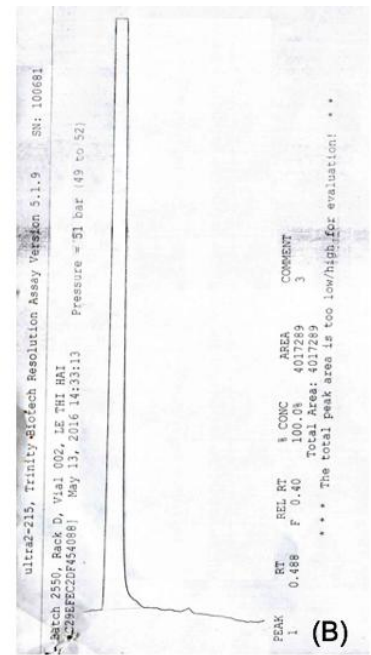 ultra2-215, Trinity Biotech Resolution Assay Version 5.1.9 SN: 100681
Batch 2550, Rack D, Vial 002, LE THI HAI
C29EFEC2DF454088] May 13, 2016 14:33:13 Pressure = 51 bar (49 to 52)
PEAK RT REL RT % CONC AREA COMMENT
1 0.488 F 0.40 100.0% 4017289 3
Total Area: 4017289
* * * The total peak area is too low/high for evaluation! * *
(B)